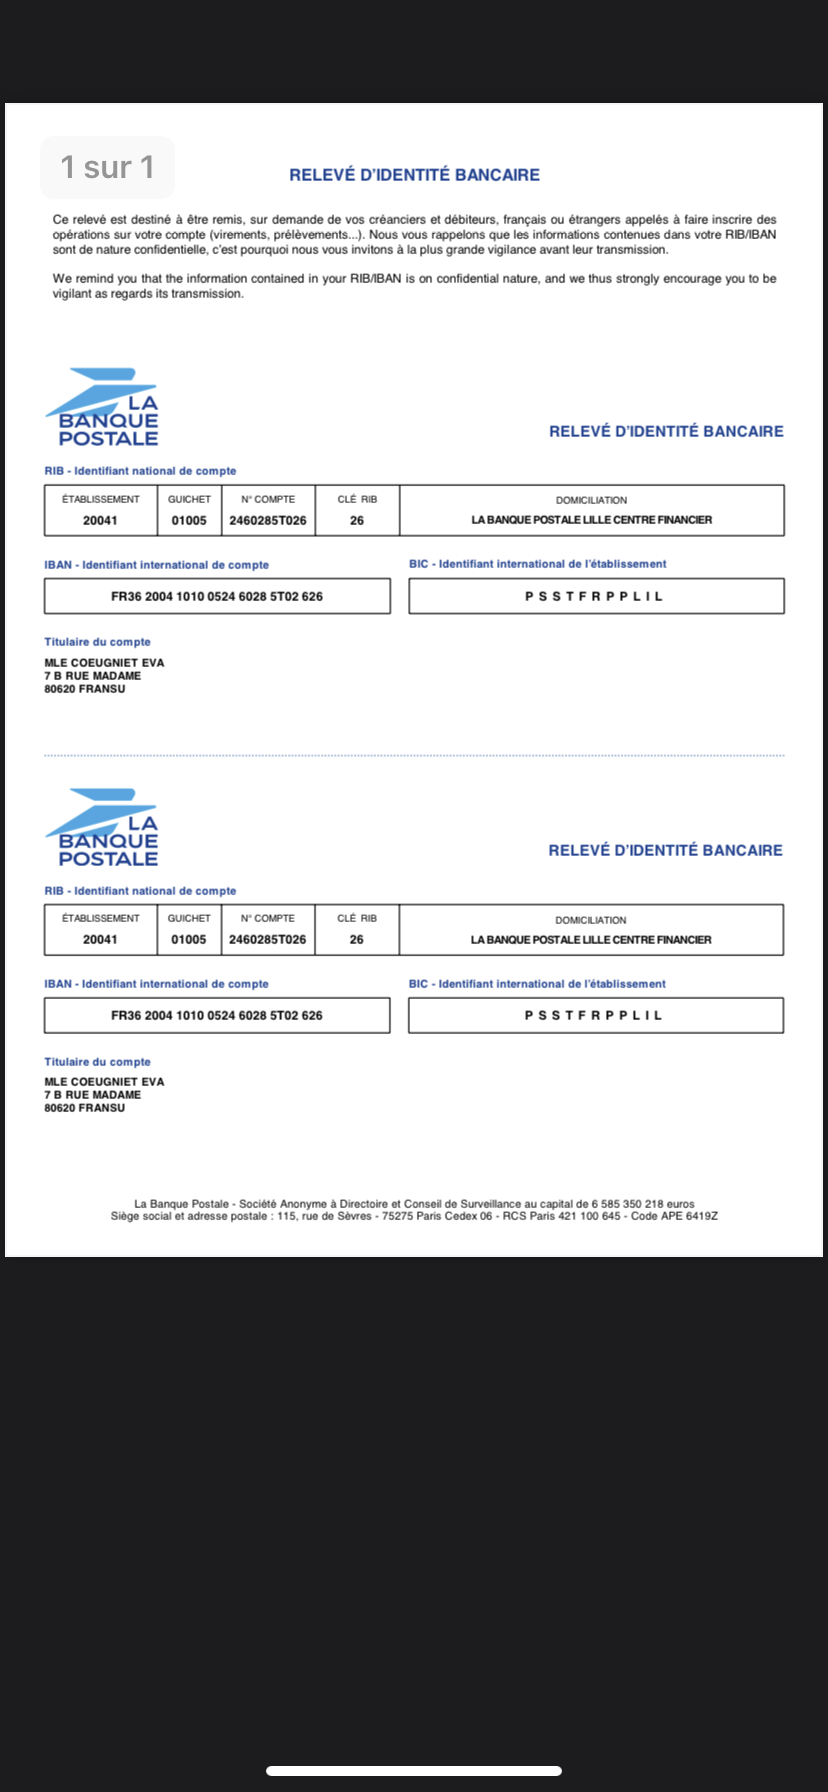 1 sur 1
RELEVÉ D'IDENTITÉ BANCAIRE
Ce relevé est destiné à être remis, sur demande de vos créanciers et débiteurs, français ou étrangers appelés à faire inscrire des
opérations sur votre compte (virements, prélèvements...). Nous vous rappelons que les informations contenues dans votre RIB/IBAN
sont de nature confidentielle, c'est pourquoi nous vous invitons à la plus grande vigilance avant leur transmission.
We remind you that the information contained in your RIB/IBAN is on confidential nature, and we thus strongly encourage you to be
vigilant as regards its transmission.
LA
BANQUE
POSTALE
RELEVÉ D'IDENTITÉ BANCAIRE
RIB - Identifiant national de compte
ÉTABLISSEMENT GUICHET N° COMPTE CLÉ RIB DOMICILIATION
20041 01005 2460285T026 26 LA BANQUE POSTALE LILLE CENTRE FINANCIER
IBAN - Identifiant international de compte BIC - Identifiant international de l'établissement
FR36 2004 1010 0524 6028 5T02 626 P S S T F R P P L I L
Titulaire du compte
MLE COEUGNIET EVA
7 B RUE MADAME
80620 FRANSU
LA
BANQUE
POSTALE
RELEVÉ D'IDENTITÉ BANCAIRE
RIB - Identifiant national de compte
ÉTABLISSEMENT GUICHET N° COMPTE CLÉ RIB DOMICILIATION
20041 01005 2460285T026 26 LA BANQUE POSTALE LILLE CENTRE FINANCIER
IBAN - Identifiant international de compte BIC - Identifiant international de l'établissement
FR36 2004 1010 0524 6028 5T02 626 P S S T F R P P L I L
Titulaire du compte
MLE COEUGNIET EVA
7 B RUE MADAME
80620 FRANSU
La Banque Postale - Société Anonyme à Directoire et Conseil de Surveillance au capital de 6 585 350 218 euros
Siège social et adresse postale : 115, rue de Sèvres - 75275 Paris Cedex 06 - RCS Paris 421 100 645 - Code APE 6419Z